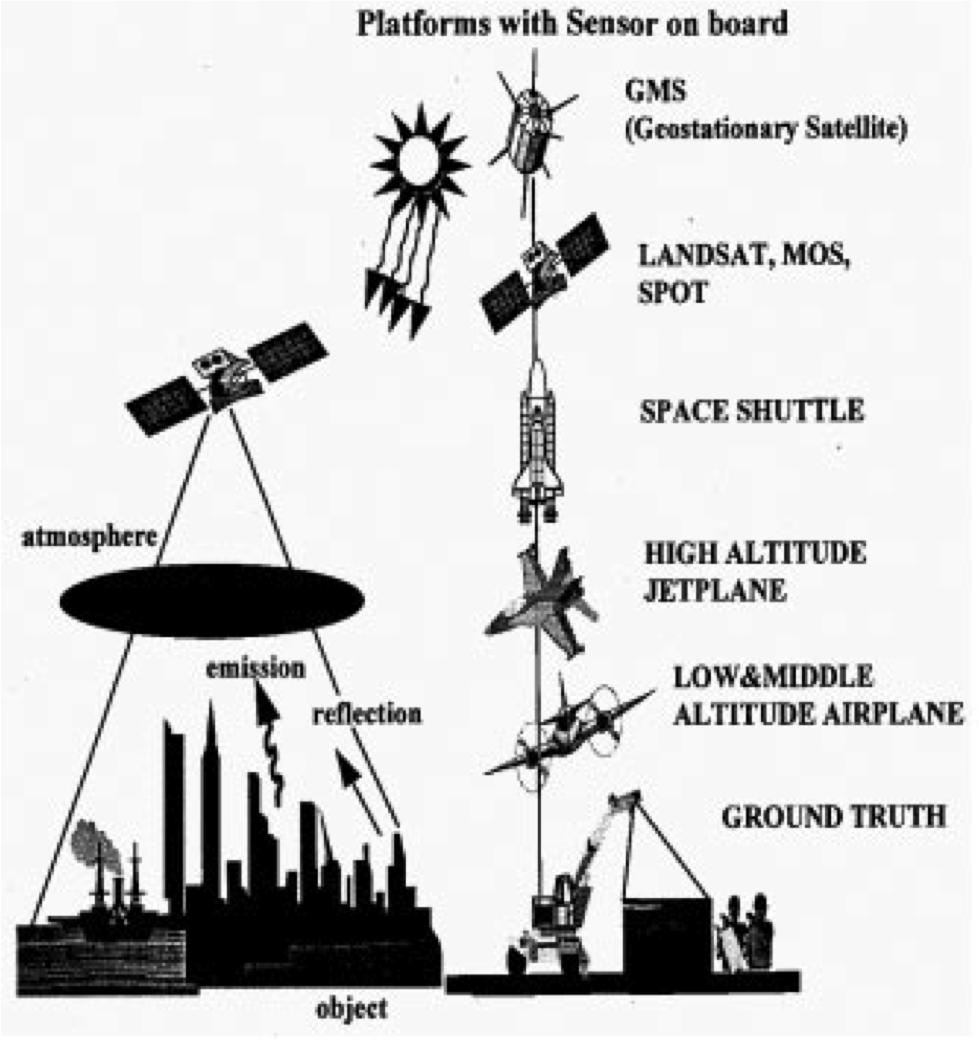 Platforms with Sensor on board
GMS
(Geostationary Satellite)
LANDSAT, MOS,
SPOT
SPACE SHUTTLE
atmosphere
HIGH ALTITUDE
JETPLANE
emission
reflection
LOW&MIDDLE
ALTITUDE AIRPLANE
GROUND TRUTH
object